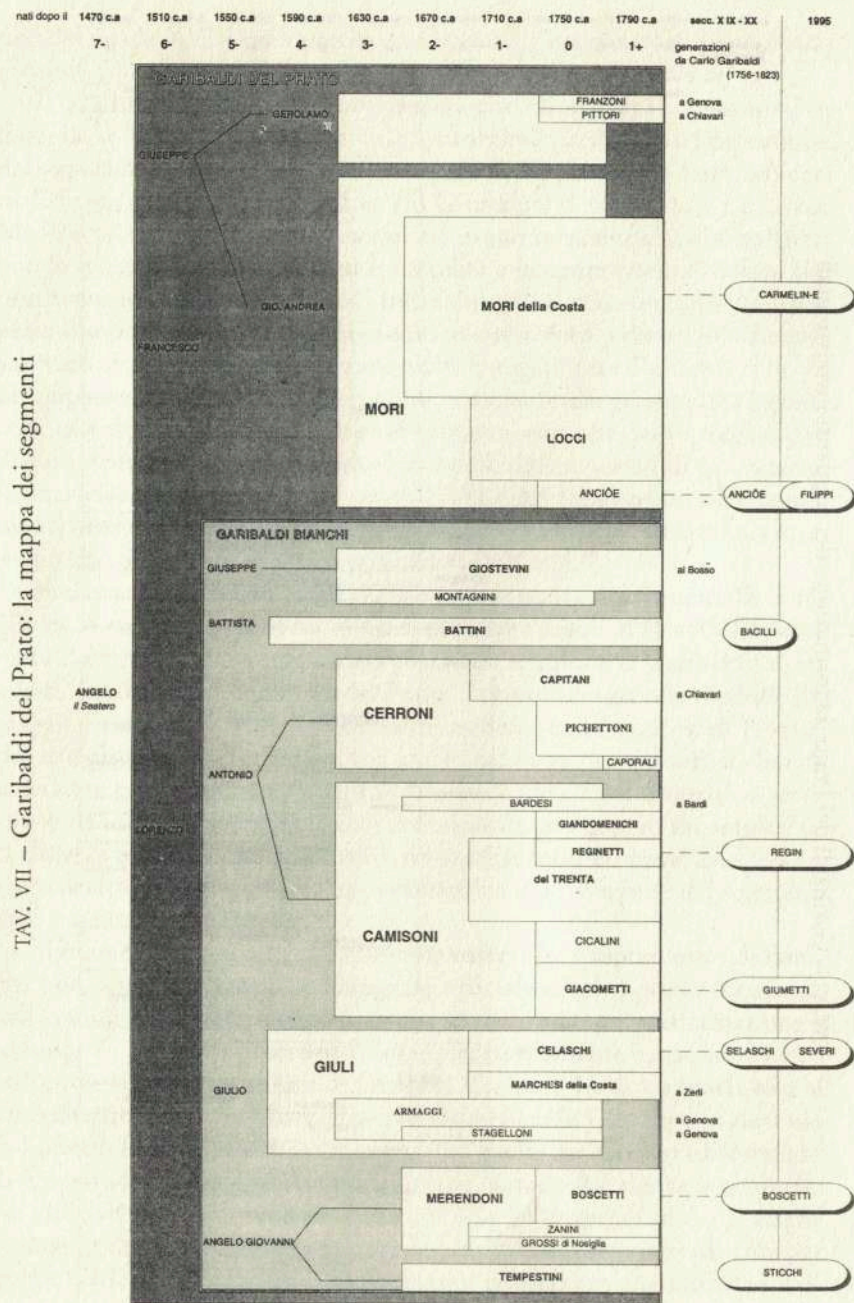 TAV. VII – Garibaldi del Prato: la mappa dei segmenti
nati dopo il 1470 c.a 1510 c.a 1550 c.a 1590 c.a 1630 c.a 1670 c.a 1710 c.a 1750 c.a 1790 c.a secc. X IX - XX 1995
7- 6- 5- 4- 3- 2- 1- 0 1+ generazioni
da Carlo Garibaldi
(1756-1823)
GARIBALDI DEL PRATO
FRANZONI a Genova
GEROLAMO PITTORI a Chiavari
GIUSEPPE
GIO. ANDREA MORI della Costa CARMELIN-E
FRANCESCO
MORI
LOCCI
ANCIÔE ANCIÔE FILIPPI
GARIBALDI BIANCHI
GIUSEPPE GIOSTEVINI al Bosso
MONTAGNINI
BATTISTA BATTINI BACILLI
CAPITANI
ANGELO a Chiavari
il Seatero
CERRONI
PICHETTONI
CAPORALI
ANTONIO
BARDESI a Bardi
GIANDOMENICHI
LORENZO
REGINETTI REGIN
del TRENTA
CAMISONI CICALINI
GIACOMETTI GIUMETTI
CELASCHI SELASCHI SEVERI
GIULI
MARCHESI della Costa
GIULIO a Zerli
ARMAGGI
a Genova
STAGELLONI a Genova
MERENDONI BOSCETTI BOSCETTI
ZANINI
ANGELO GIOVANNI GROSSI di Nosiglia
TEMPESTINI STICCHI